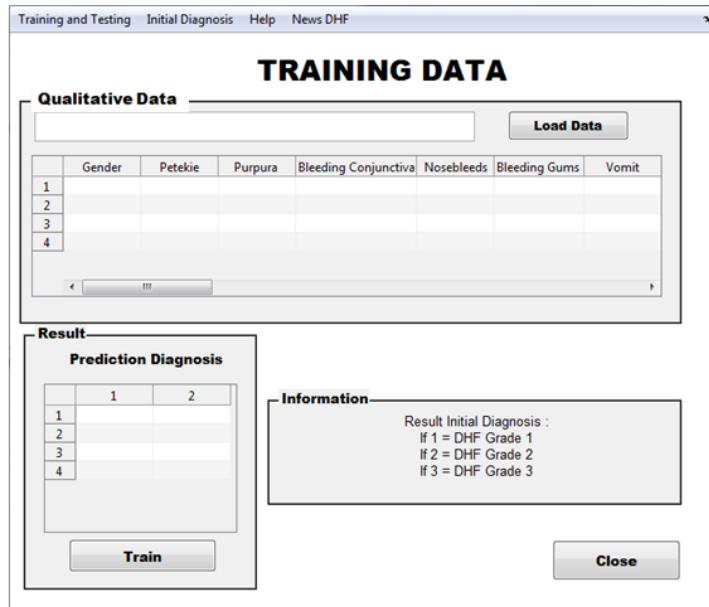 Training and Testing Initial Diagnosis Help News DHF
TRAINING DATA
Qualitative Data
Load Data
Gender Petekie Purpura Bleeding Conjunctiva Nosebleeds Bleeding Gums Vomit
1
2
3
4
Result
Prediction Diagnosis
1 2
1
2
3
4
Train
Information
Result Initial Diagnosis :
If 1 = DHF Grade 1
If 2 = DHF Grade 2
If 3 = DHF Grade 3
Close